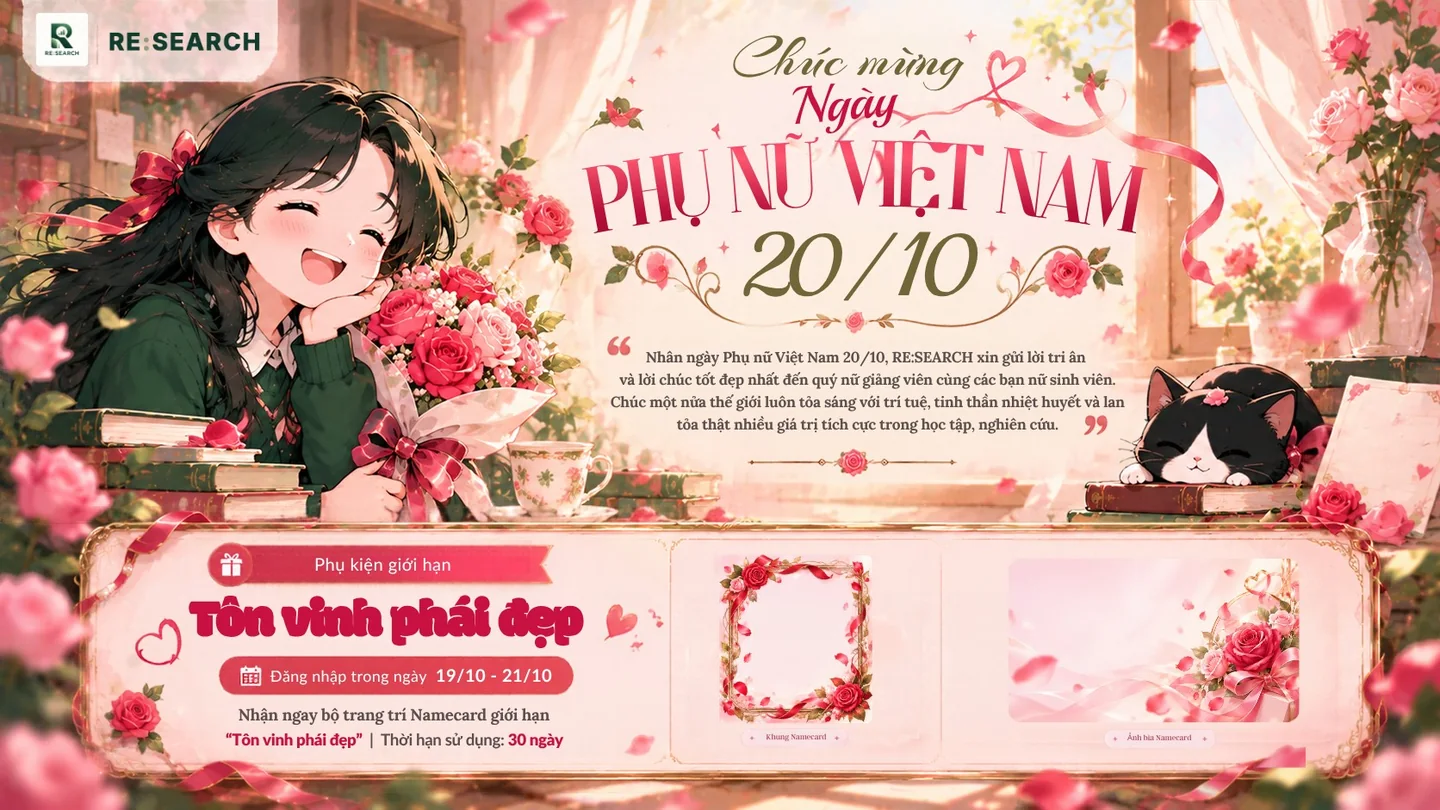 RE:SEARCH
RE:SEARCH
Chúc mừng
Ngày
PHỤ NỮ VIỆT NAM
20/10
“ Nhân ngày Phụ nữ Việt Nam 20/10, RE:SEARCH xin gửi lời tri ân
và lời chúc tốt đẹp nhất đến quý nữ giảng viên cùng các bạn nữ sinh viên.
Chúc một nửa thế giới luôn tỏa sáng với trí tuệ, tinh thần nhiệt huyết và lan
tỏa thật nhiều giá trị tích cực trong học tập, nghiên cứu. ”
Phụ kiện giới hạn
Tôn vinh phái đẹp
Đăng nhập trong ngày 19/10 - 21/10
Nhận ngay bộ trang trí Namecard giới hạn
“Tôn vinh phái đẹp” | Thời hạn sử dụng: 30 ngày
Khung Namecard
Ảnh bìa Namecard